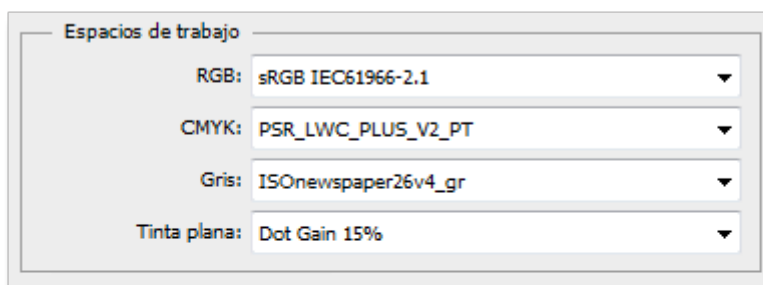 Espacios de trabajo
RGB: sRGB IEC61966-2.1
CMYK: PSR_LWC_PLUS_V2_PT
Gris: ISOnewspaper26v4_gr
Tinta plana: Dot Gain 15%